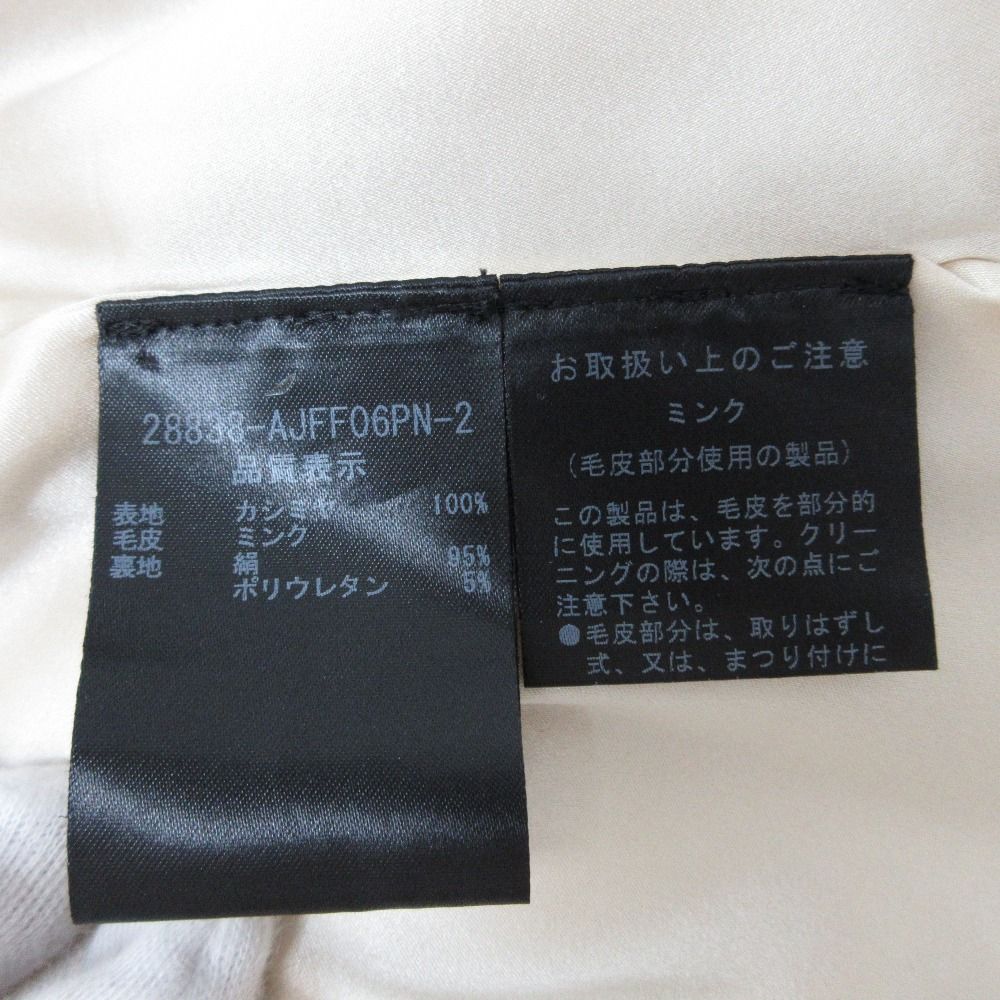 28838-AJFF06PN-2
品質表示
表地 カシミヤ 100%
毛皮 ミンク
裏地 絹 95%
ポリウレタン 5%
お取扱い上のご注意
ミンク
(毛皮部分使用の製品)
この製品は、毛皮を部分的
に使用しています。クリー
ニングの際は、次の点にご
注意下さい。
●毛皮部分は、取りはずし
式、又は、まつり付けに